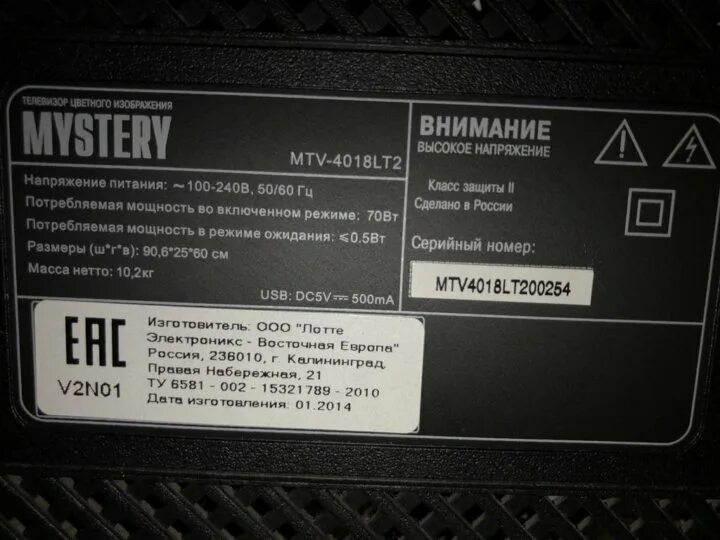 ТЕЛЕВИЗОР ЦВЕТНОГО ИЗОБРАЖЕНИЯ
MYSTERY
MTV-4018LT2
Напряжение питания: ~100-240В, 50/60 Гц
Потребляемая мощность во включенном режиме: 70Вт
Потребляемая мощность в режиме ожидания: ≤0.5Вт
Размеры (ш*г*в): 90,6*25*60 см
Масса нетто: 10,2кг
USB: DC5V ⎓ 500mA
ВНИМАНИЕ
ВЫСОКОЕ НАПРЯЖЕНИЕ
Класс защиты II
Сделано в России
Серийный номер:
MTV4018LT200254
EAC
V2N01
Изготовитель: ООО "Лотте
Электроникс - Восточная Европа"
Россия, 236010, г. Калининград,
Правая Набережная, 21
ТУ 6581 - 002 - 15321789 - 2010
Дата изготовления: 01.2014